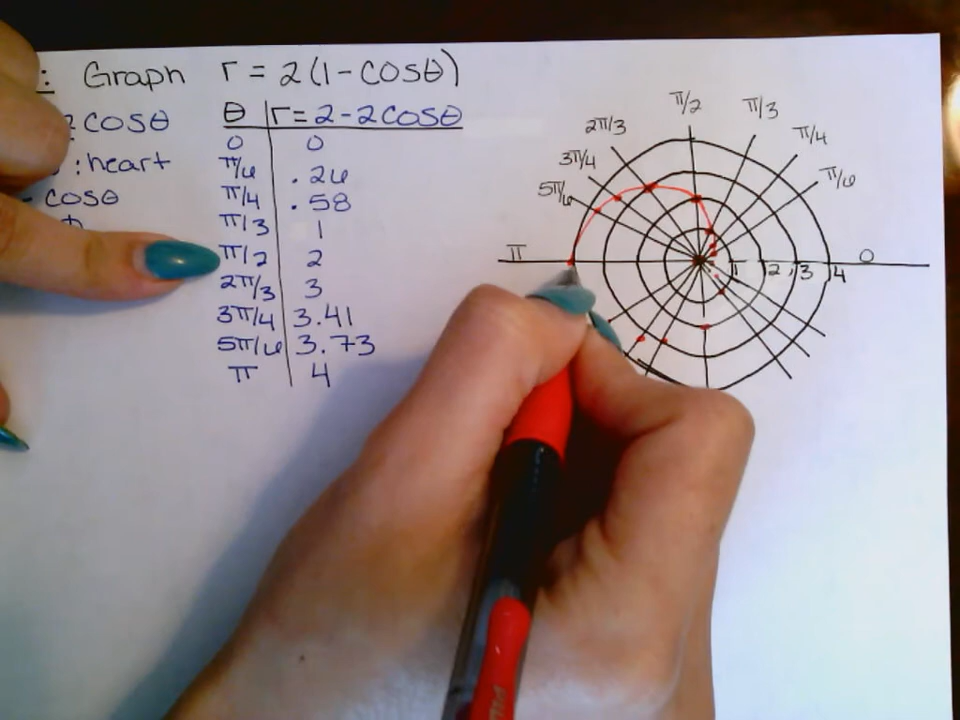 : Graph r = 2(1-cosθ)
2cosθ
: heart
- cosθ
θ r=2-2cosθ
0 0
π/6 .26
π/4 .58
π/3 1
π/2 2
2π/3 3
3π/4 3.41
5π/6 3.73
π 4
π/2 π/3
2π/3 π/4
3π/4 π/6
5π/6
π 0
1 2 3 4